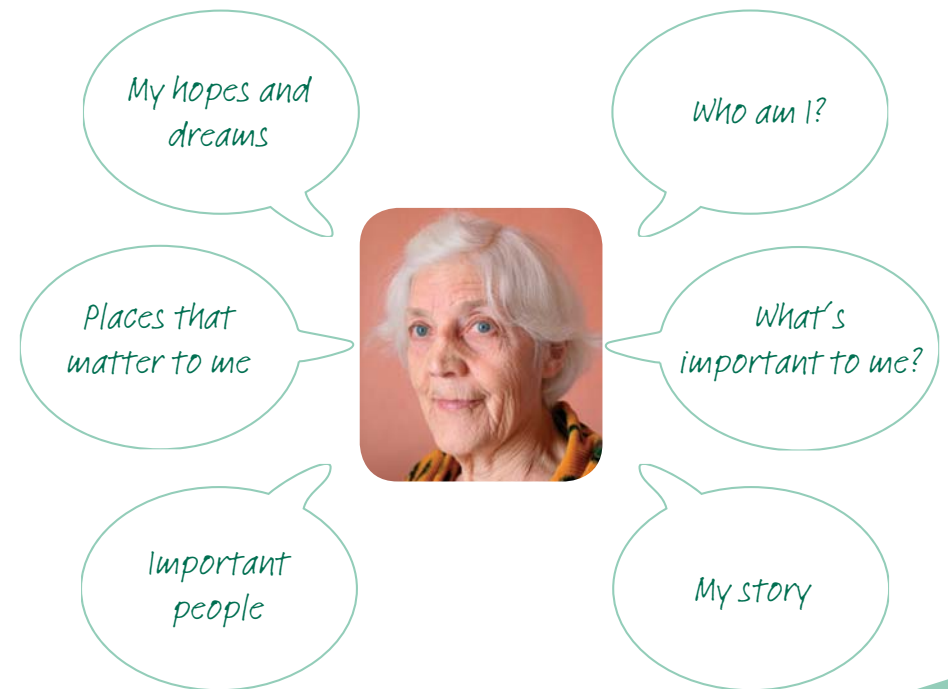 My hopes and
dreams
Who am I?
Places that
matter to me
What's
important to me?
Important
people
My story